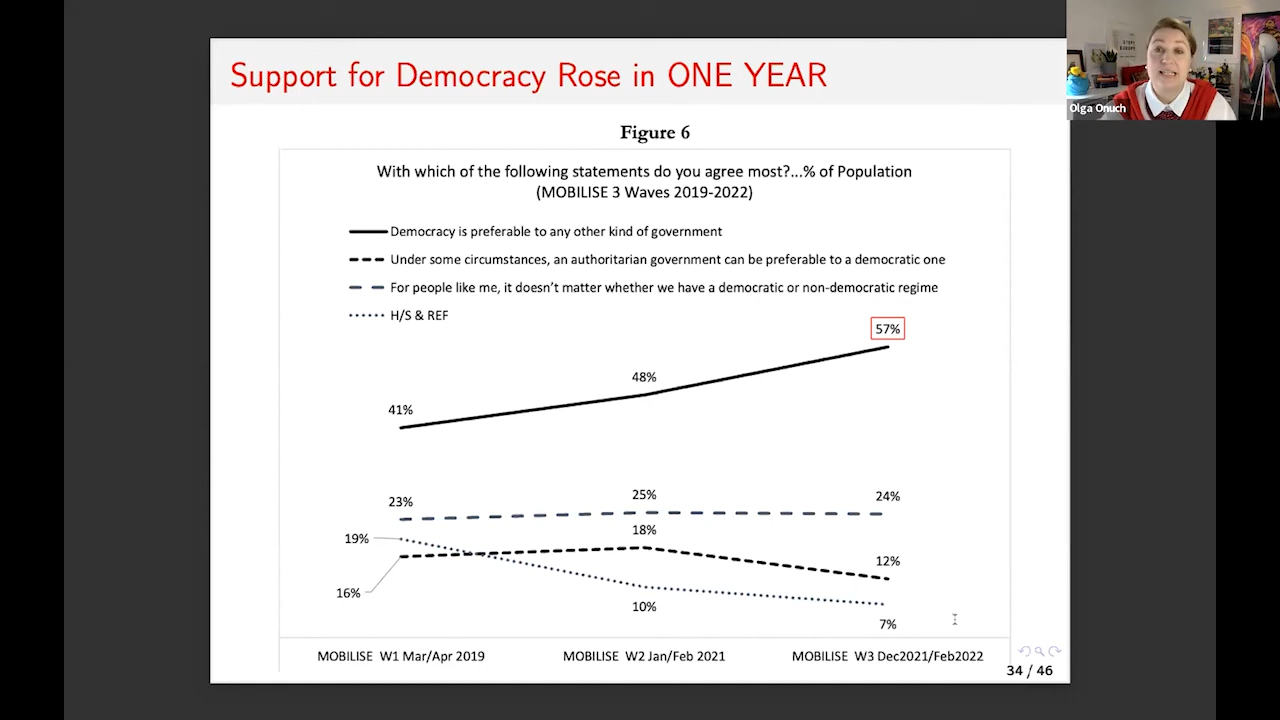 Support for Democracy Rose in ONE YEAR
Olga Onuch
Figure 6
With which of the following statements do you agree most?...% of Population
(MOBILISE 3 Waves 2019-2022)
Democracy is preferable to any other kind of government
Under some circumstances, an authoritarian government can be preferable to a democratic one
For people like me, it doesn't matter whether we have a democratic or non-democratic regime
H/S & REF
57%
48%
41%
23%
25%
24%
19%
18%
12%
16%
10%
7%
MOBILISE W1 Mar/Apr 2019
MOBILISE W2 Jan/Feb 2021
MOBILISE W3 Dec2021/Feb2022
34 / 46